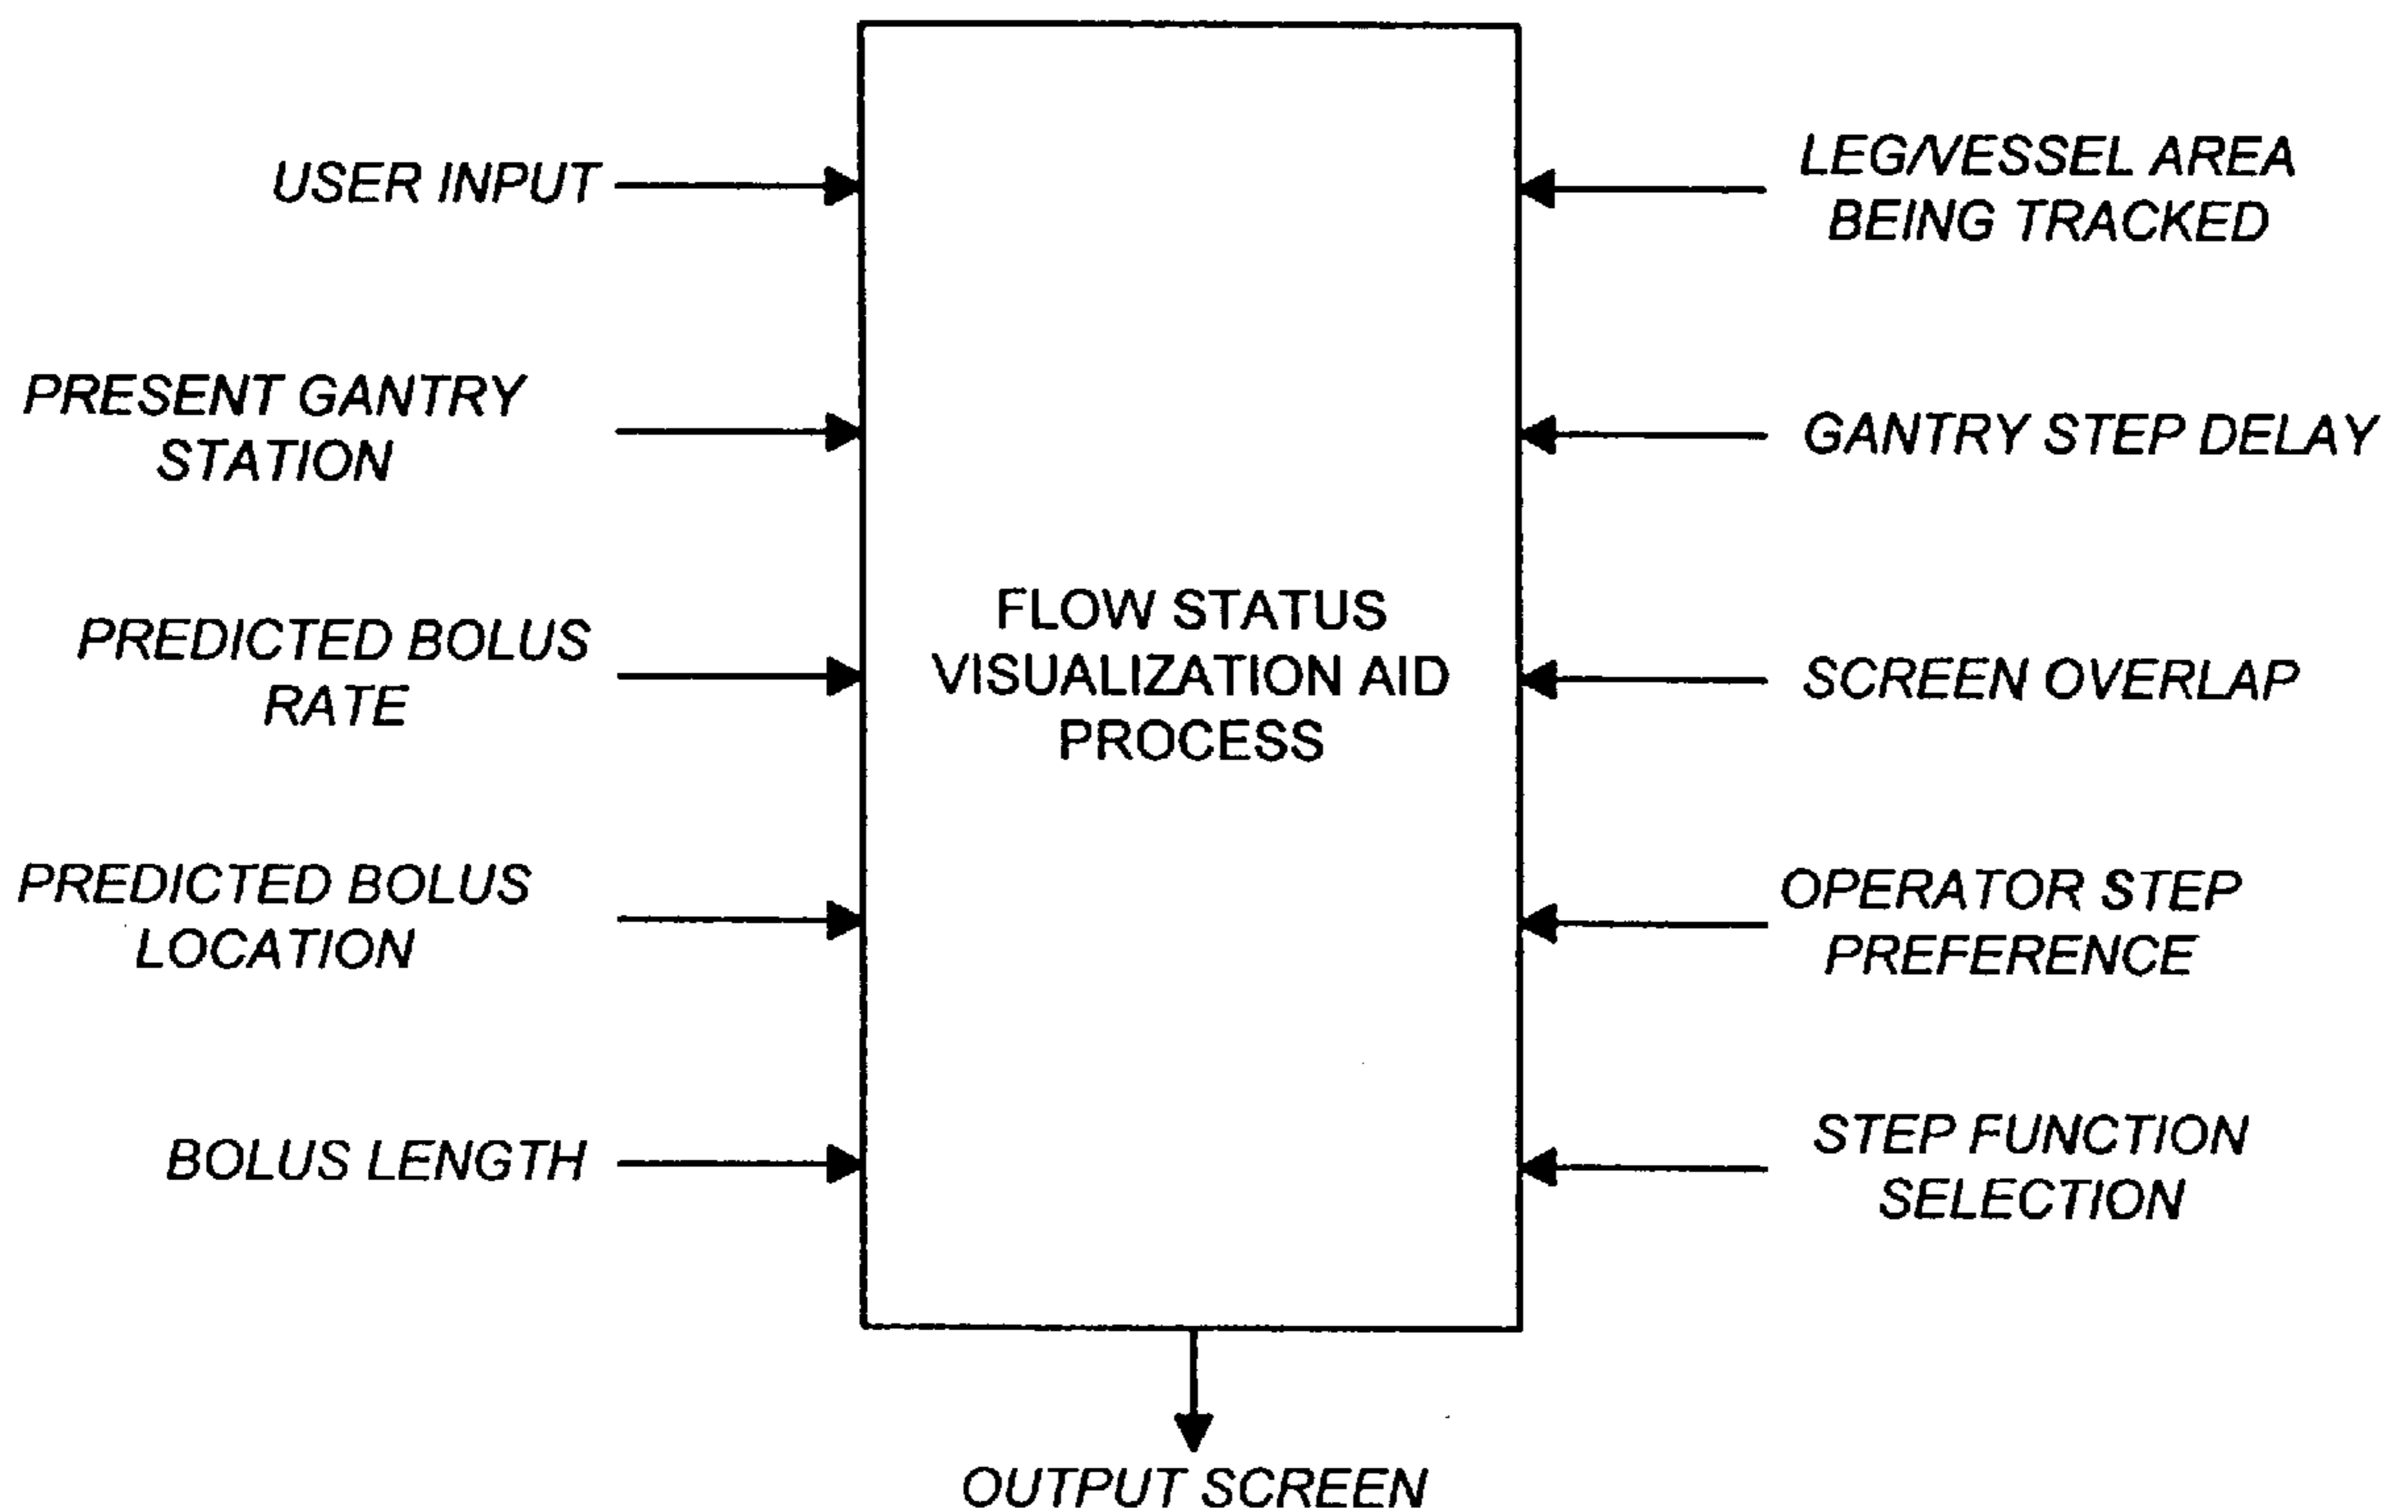 USER INPUT
PRESENT GANTRY
STATION
PREDICTED BOLUS
RATE
PREDICTED BOLUS
LOCATION
BOLUS LENGTH
FLOW STATUS
VISUALIZATION AID
PROCESS
LEG/VESSEL AREA
BEING TRACKED
GANTRY STEP DELAY
SCREEN OVERLAP
OPERATOR STEP
PREFERENCE
STEP FUNCTION
SELECTION
OUTPUT SCREEN